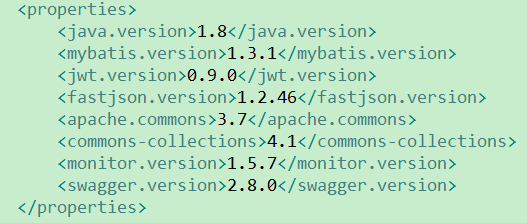 <properties>
<java.version>1.8</java.version>
<mybatis.version>1.3.1</mybatis.version>
<jwt.version>0.9.0</jwt.version>
<fastjson.version>1.2.46</fastjson.version>
<apache.commons>3.7</apache.commons>
<commons-collections>4.1</commons-collections>
<monitor.version>1.5.7</monitor.version>
<swagger.version>2.8.0</swagger.version>
</properties>